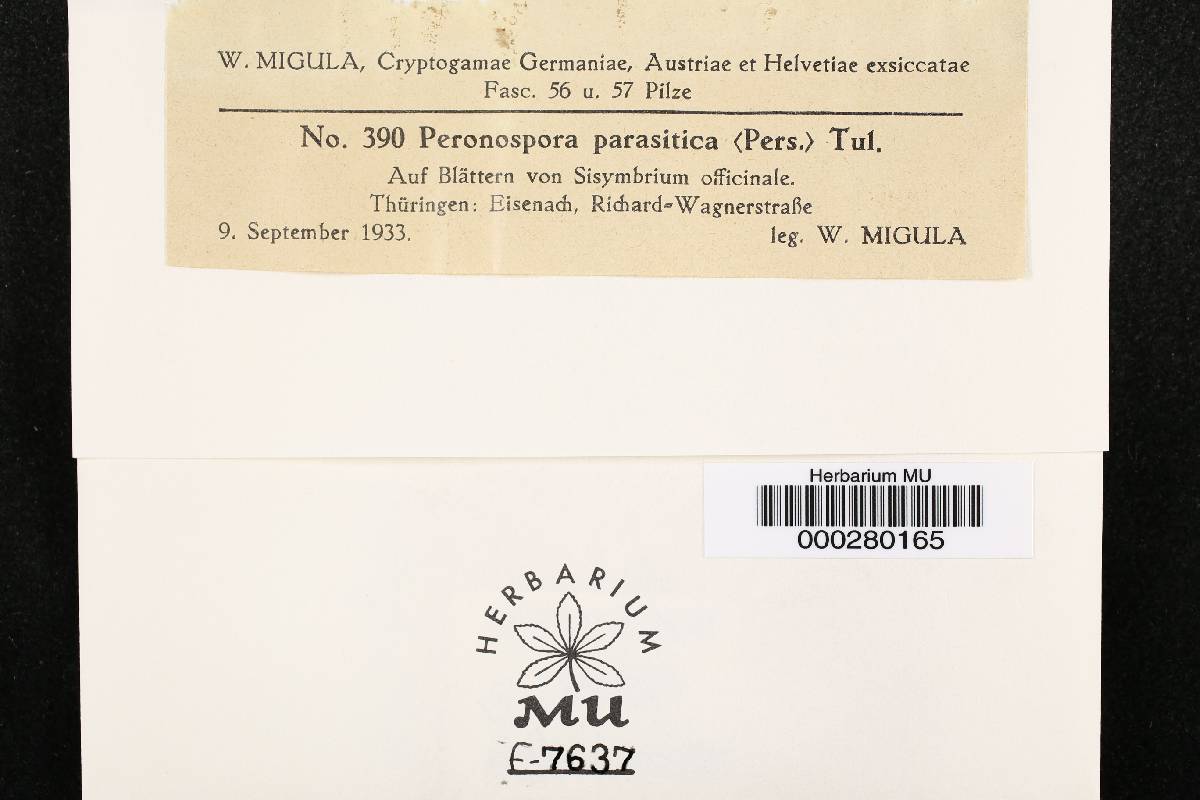 W. MIGULA, Cryptogamae Germaniae, Austriae et Helvetiae exsiccatae
Fasc. 56 u. 57 Pilze
No. 390 Peronospora parasitica (Pers.) Tul.
Auf Blättern von Sisymbrium officinale.
Thüringen: Eisenach, Richard-Wagnerstraße
9. September 1933. leg. W. MIGULA
Herbarium MU
000280165
HERBARIUM
MU
F-7637